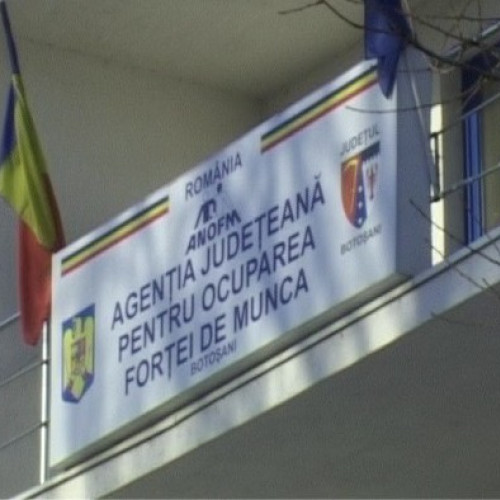 ROMÂNIA
ANOFM
AGENȚIA JUDEȚEANĂ
PENTRU OCUPAREA
FORȚEI DE MUNCA
BOTOȘANI
JUDEȚUL
BOTOȘANI